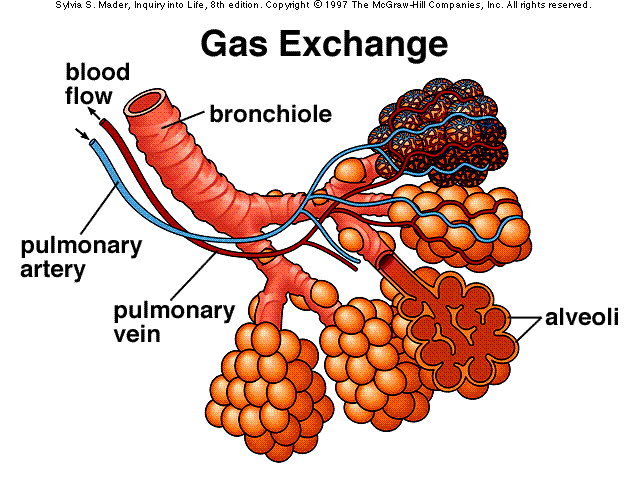 Sylvia S. Mader, Inquiry into Life, 8th edition. Copyright © 1997 The McGraw-Hill Companies, Inc. All rights reserved.
Gas Exchange
blood
flow
bronchiole
pulmonary
artery
pulmonary
vein
alveoli